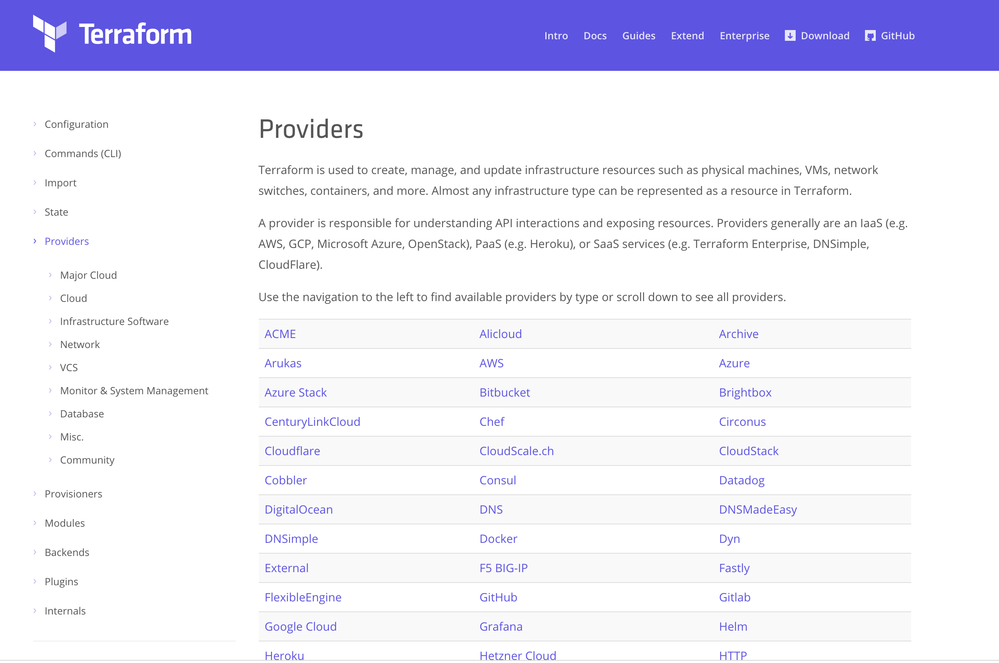 Terraform
Intro Docs Guides Extend Enterprise Download GitHub
Configuration
Commands (CLI)
Import
State
Providers
Major Cloud
Cloud
Infrastructure Software
Network
VCS
Monitor & System Management
Database
Misc.
Community
Provisioners
Modules
Backends
Plugins
Internals
Providers
Terraform is used to create, manage, and update infrastructure resources such as physical machines, VMs, network
switches, containers, and more. Almost any infrastructure type can be represented as a resource in Terraform.
A provider is responsible for understanding API interactions and exposing resources. Providers generally are an IaaS (e.g.
AWS, GCP, Microsoft Azure, OpenStack), PaaS (e.g. Heroku), or SaaS services (e.g. Terraform Enterprise, DNSimple,
CloudFlare).
Use the navigation to the left to find available providers by type or scroll down to see all providers.
ACME Alicloud Archive
Arukas AWS Azure
Azure Stack Bitbucket Brightbox
CenturyLinkCloud Chef Circonus
Cloudflare CloudScale.ch CloudStack
Cobbler Consul Datadog
DigitalOcean DNS DNSMadeEasy
DNSimple Docker Dyn
External F5 BIG-IP Fastly
FlexibleEngine GitHub Gitlab
Google Cloud Grafana Helm
Heroku Hetzner Cloud HTTP